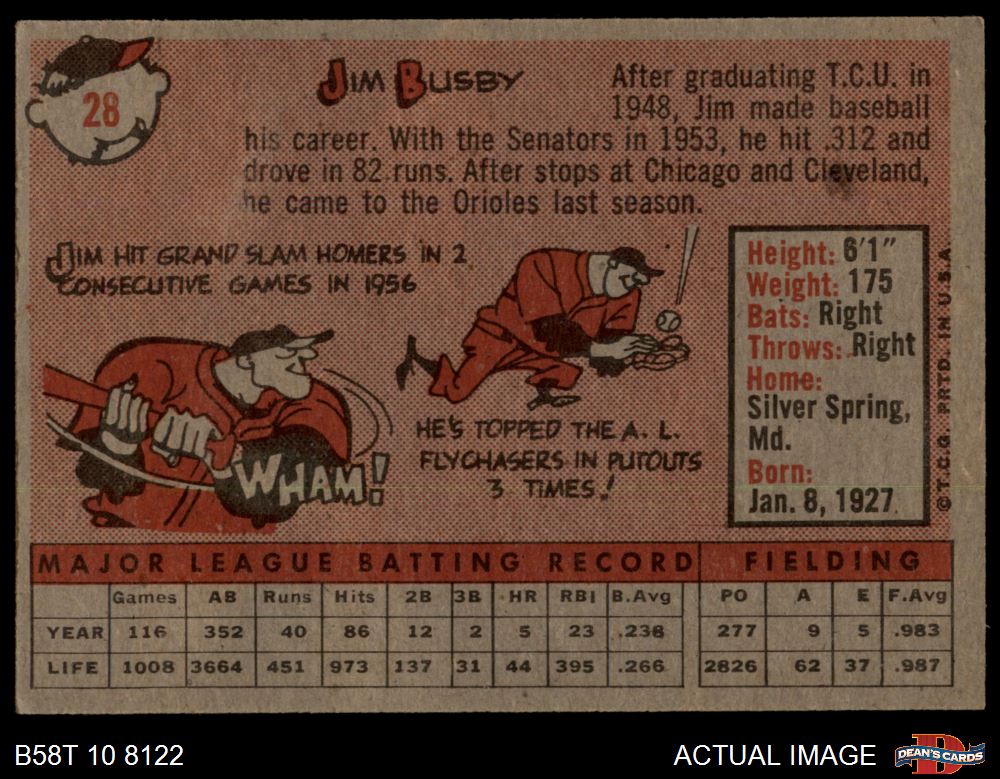 28
JIM BUSBY
After graduating T.C.U. in
1948, Jim made baseball
his career. With the Senators in 1953, he hit .312 and
drove in 82 runs. After stops at Chicago and Cleveland,
he came to the Orioles last season.
JIM HIT GRAND SLAM HOMERS IN 2
CONSECUTIVE GAMES IN 1956
WHAM!
HE'S TOPPED THE A. L.
FLYCHASERS IN PUTOUTS
3 TIMES!
Height: 6'1"
Weight: 175
Bats: Right
Throws: Right
Home:
Silver Spring,
Md.
Born:
Jan. 8, 1927
© T.C.G. PRTD. IN U.S.A
MAJOR LEAGUE BATTING RECORD FIELDING
Games AB Runs Hits 2B 3B HR RBI B.Avg PO A E F.Avg
YEAR 116 352 40 86 12 2 5 23 .238 277 9 5 .983
LIFE 1008 3664 451 973 137 31 44 395 .266 2826 62 37 .987
B58T 10 8122 ACTUAL IMAGE DEAN'S CARDS